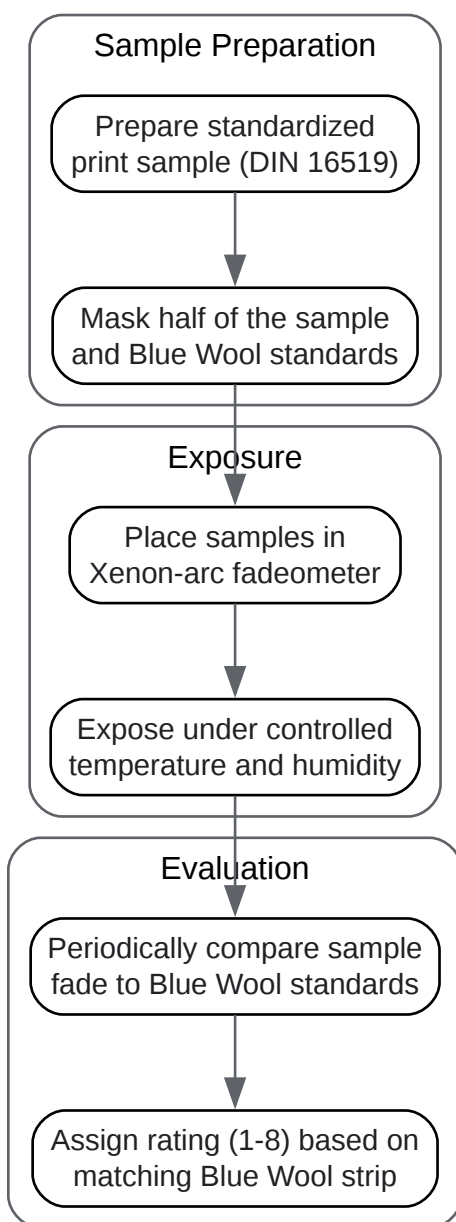 Sample Preparation
Prepare standardized
print sample (DIN 16519)
Mask half of the sample
and Blue Wool standards
Exposure
Place samples in
Xenon-arc fadeometer
Expose under controlled
temperature and humidity
Evaluation
Periodically compare sample
fade to Blue Wool standards
Assign rating (1-8) based on
matching Blue Wool strip